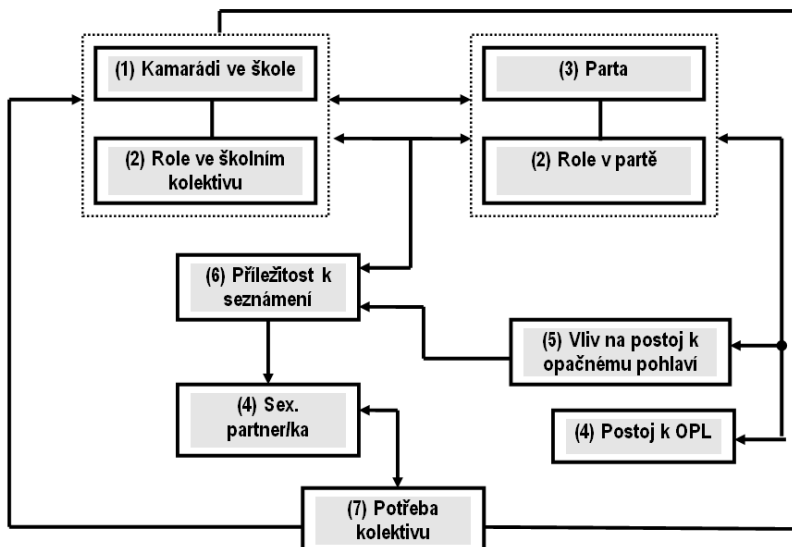 (1) Kamarádi ve škole
(3) Parta
(2) Role ve školním
kolektivu
(2) Role v partě
(6) Příležitost k
seznámení
(5) Vliv na postoj k
opačnému pohlaví
(4) Sex.
partner/ka
(4) Postoj k OPL
(7) Potřeba
kolektivu